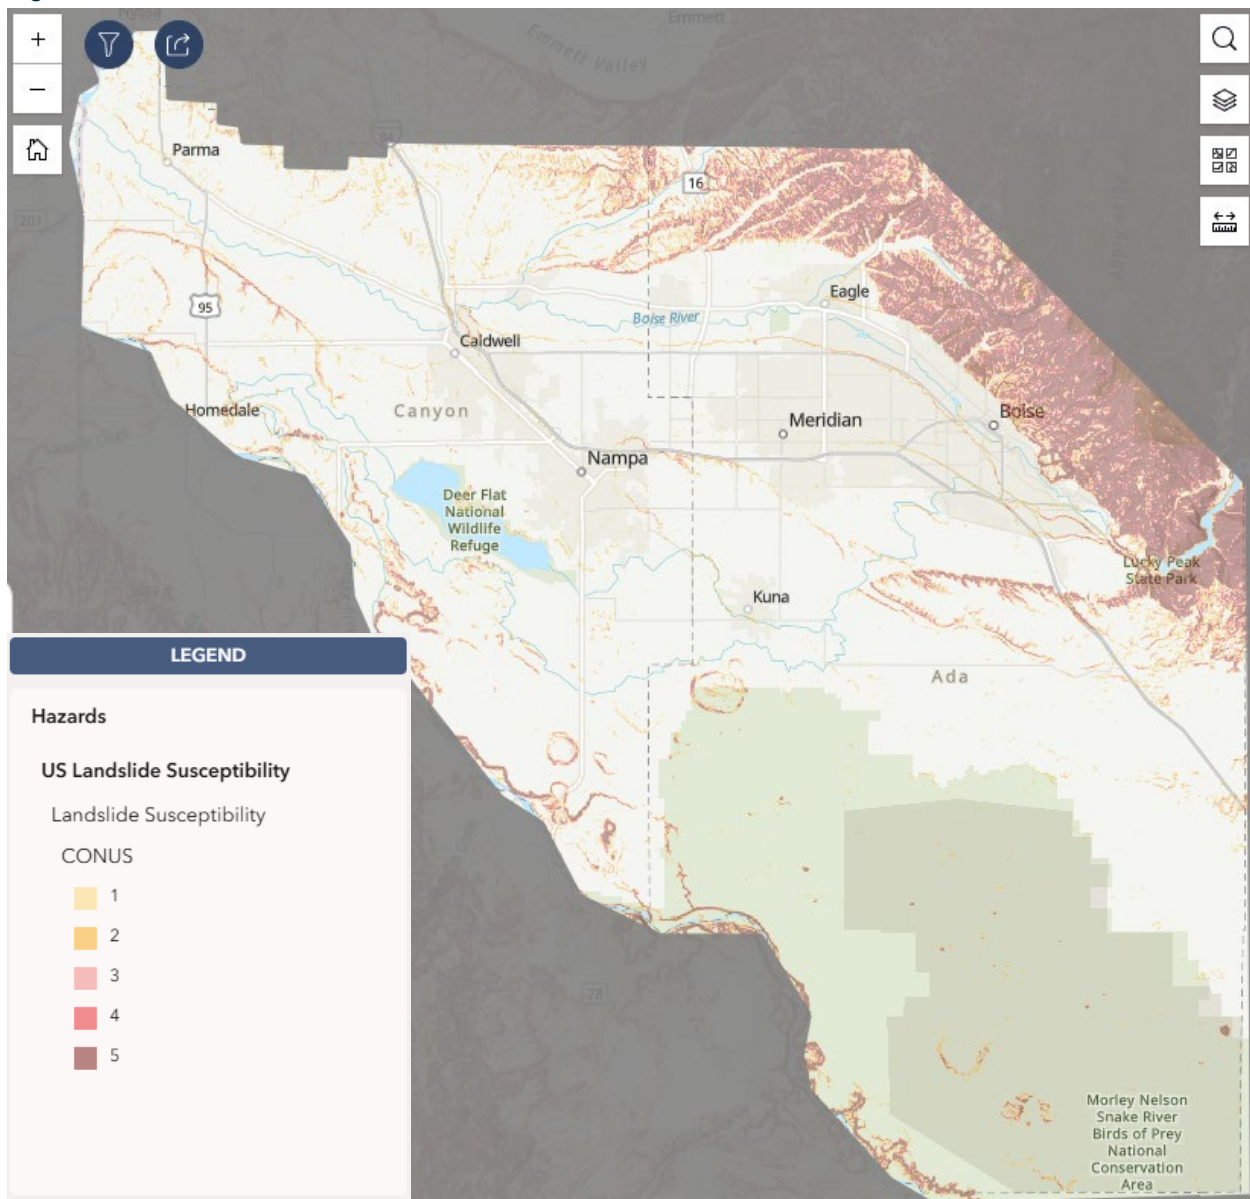 Nyssa
Emmett
Emmett Valley
84
Parma
16
201
95
Eagle
Boise River
Caldwell
Homedale
Canyon
Boise
Meridian
Nampa
Deer Flat
National
Wildlife
Refuge
Lucky Peak
State Park
Kuna
Ada
78
Morley Nelson
Snake River
Birds of Prey
National
Conservation
Area
LEGEND
Hazards
US Landslide Susceptibility
Landslide Susceptibility
CONUS
1
2
3
4
5